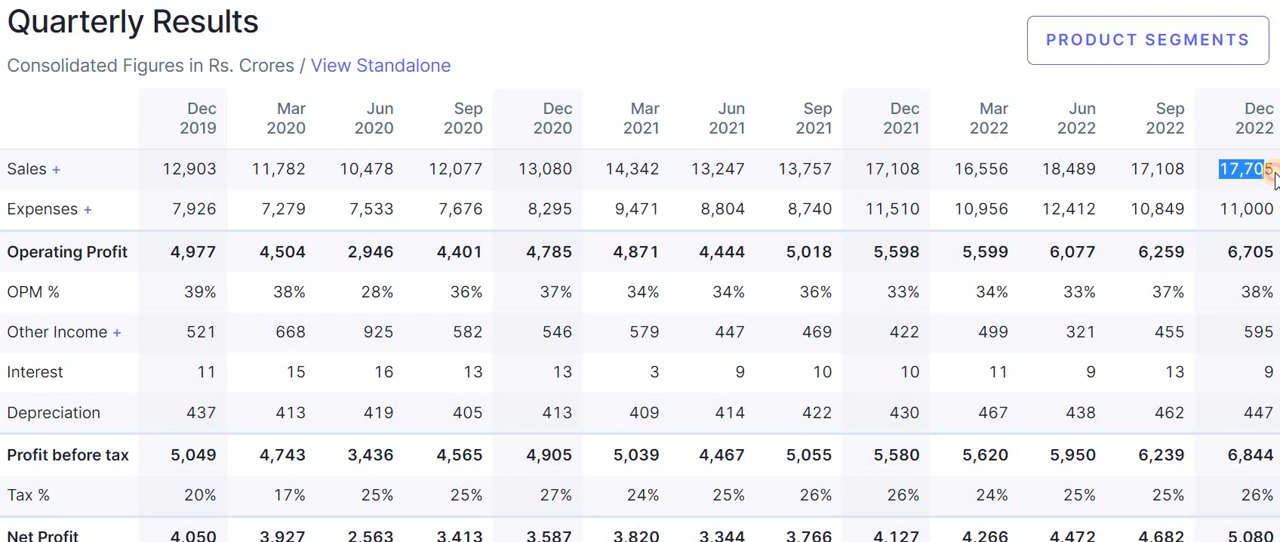 Quarterly Results
PRODUCT SEGMENTS
Consolidated Figures in Rs. Crores / View Standalone
Dec 2019 Mar 2020 Jun 2020 Sep 2020 Dec 2020 Mar 2021 Jun 2021 Sep 2021 Dec 2021 Mar 2022 Jun 2022 Sep 2022 Dec 2022
Sales + 12,903 11,782 10,478 12,077 13,080 14,342 13,247 13,757 17,108 16,556 18,489 17,108 17,705
Expenses + 7,926 7,279 7,533 7,676 8,295 9,471 8,804 8,740 11,510 10,956 12,412 10,849 11,000
Operating Profit 4,977 4,504 2,946 4,401 4,785 4,871 4,444 5,018 5,598 5,599 6,077 6,259 6,705
OPM % 39% 38% 28% 36% 37% 34% 34% 36% 33% 34% 33% 37% 38%
Other Income + 521 668 925 582 546 579 447 469 422 499 321 455 595
Interest 11 15 16 13 13 3 9 10 10 11 9 13 9
Depreciation 437 413 419 405 413 409 414 422 430 467 438 462 447
Profit before tax 5,049 4,743 3,436 4,565 4,905 5,039 4,467 5,055 5,580 5,620 5,950 6,239 6,844
Tax % 20% 17% 25% 25% 27% 24% 25% 26% 26% 24% 25% 25% 26%
Net Profit 4,050 3,927 2,563 3,413 3,587 3,820 3,344 3,766 4,127 4,266 4,472 4,682 5,080